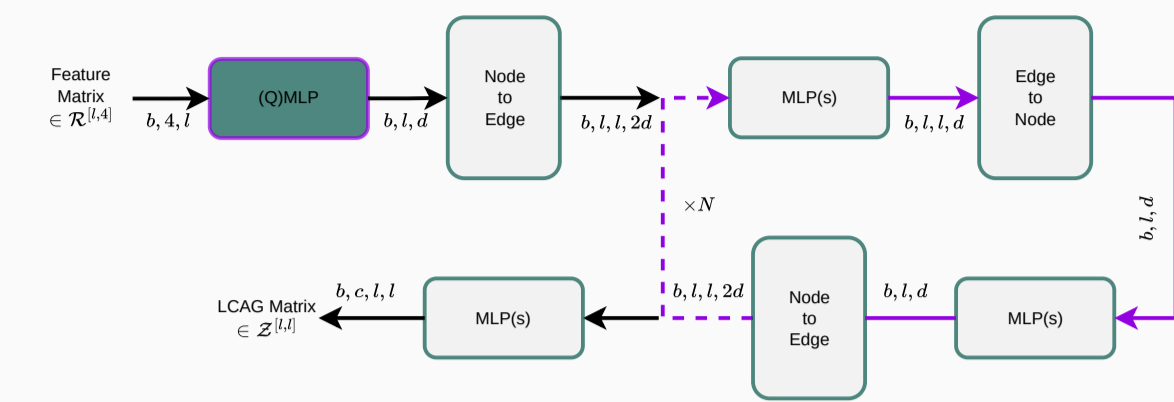 Feature
Matrix
∈ ℛ^[l,4]
b, 4, l
(Q)MLP
b, l, d
Node
to
Edge
b, l, l, 2d
MLP(s)
b, l, l, d
Edge
to
Node
b, l, d
×N
LCAG Matrix
∈ 𝒵^[l,l]
b, c, l, l
MLP(s)
b, l, l, 2d
Node
to
Edge
b, l, d
MLP(s)